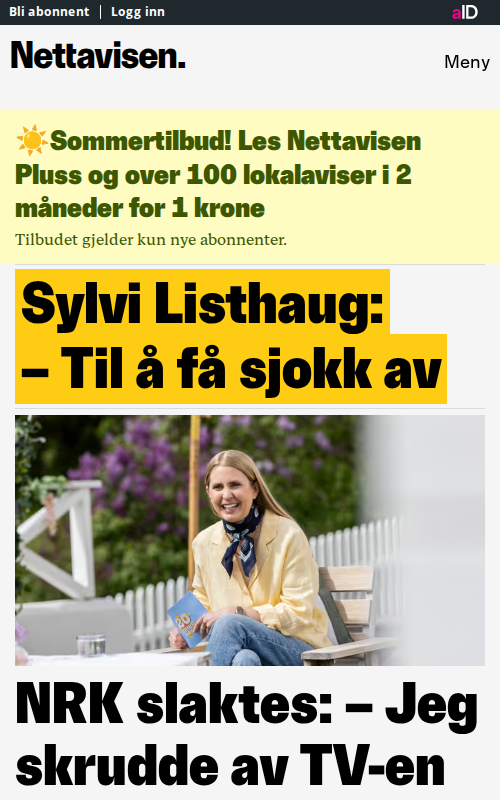 Bli abonnent
Logg inn
aID
Nettavisen.
Meny
☀️Sommertilbud! Les Nettavisen
Pluss og over 100 lokalaviser i 2
måneder for 1 krone
Tilbudet gjelder kun nye abonnenter.
Sylvi Listhaug:
– Til å få sjokk av
NRK slaktes: – Jeg
skrudde av TV-en